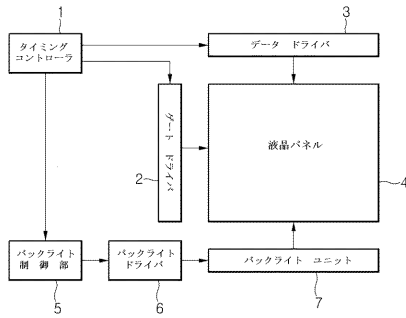 1
タイミング
コントローラ
3
データ ドライバ
2
ゲート ドライバ
液晶パネル
4
バックライト
制御部
5
バックライト
ドライバ
6
バックライト ユニット
7